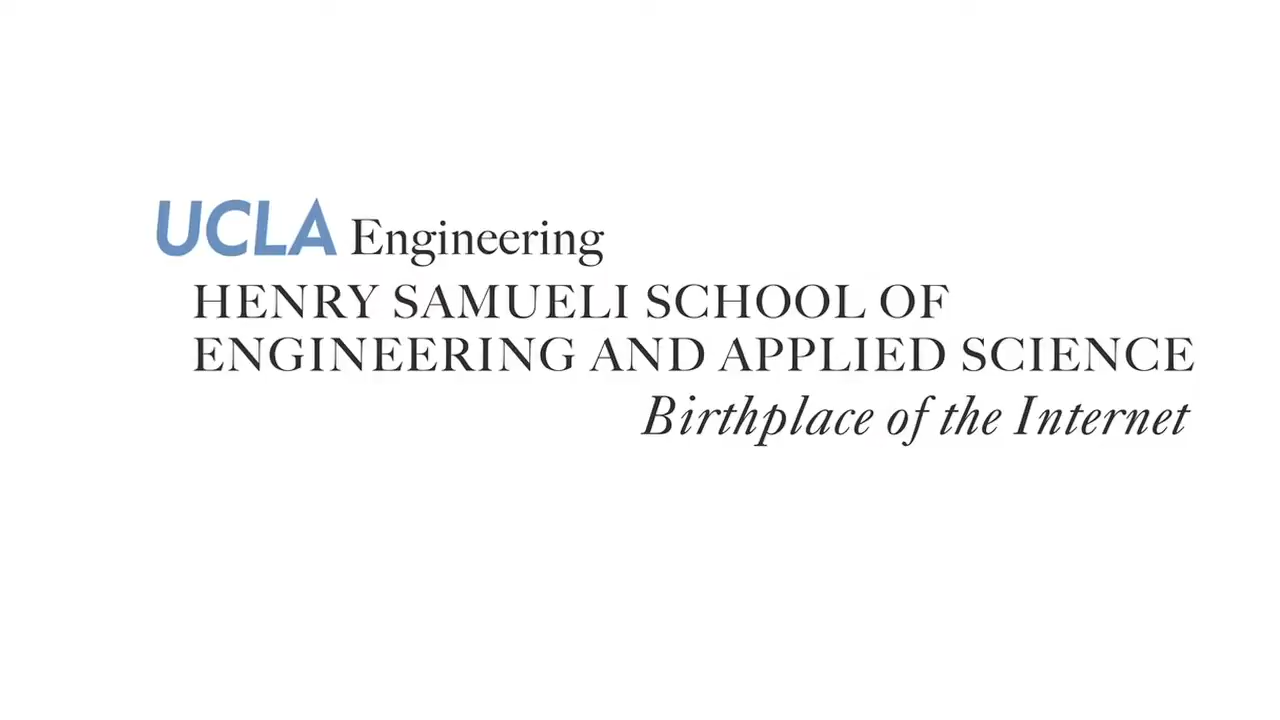 UCLA Engineering
HENRY SAMUELI SCHOOL OF
ENGINEERING AND APPLIED SCIENCE
Birthplace of the Internet